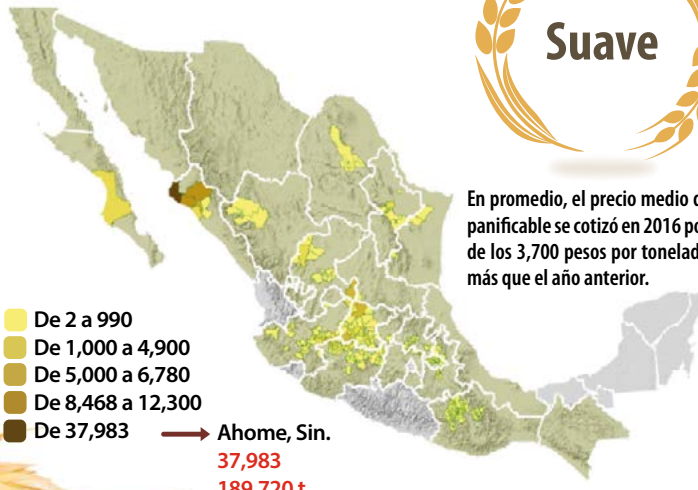 Suave
En promedio, el precio medio
panificable se cotizó en 2016
de los 3,700 pesos por
más que el año anterior.
De 2 a 990
De 1,000 a 4,900
De 5,000 a 6,780
De 8,468 a 12,300
De 37,983
Ahome, Sin.
37,983
189,720 t